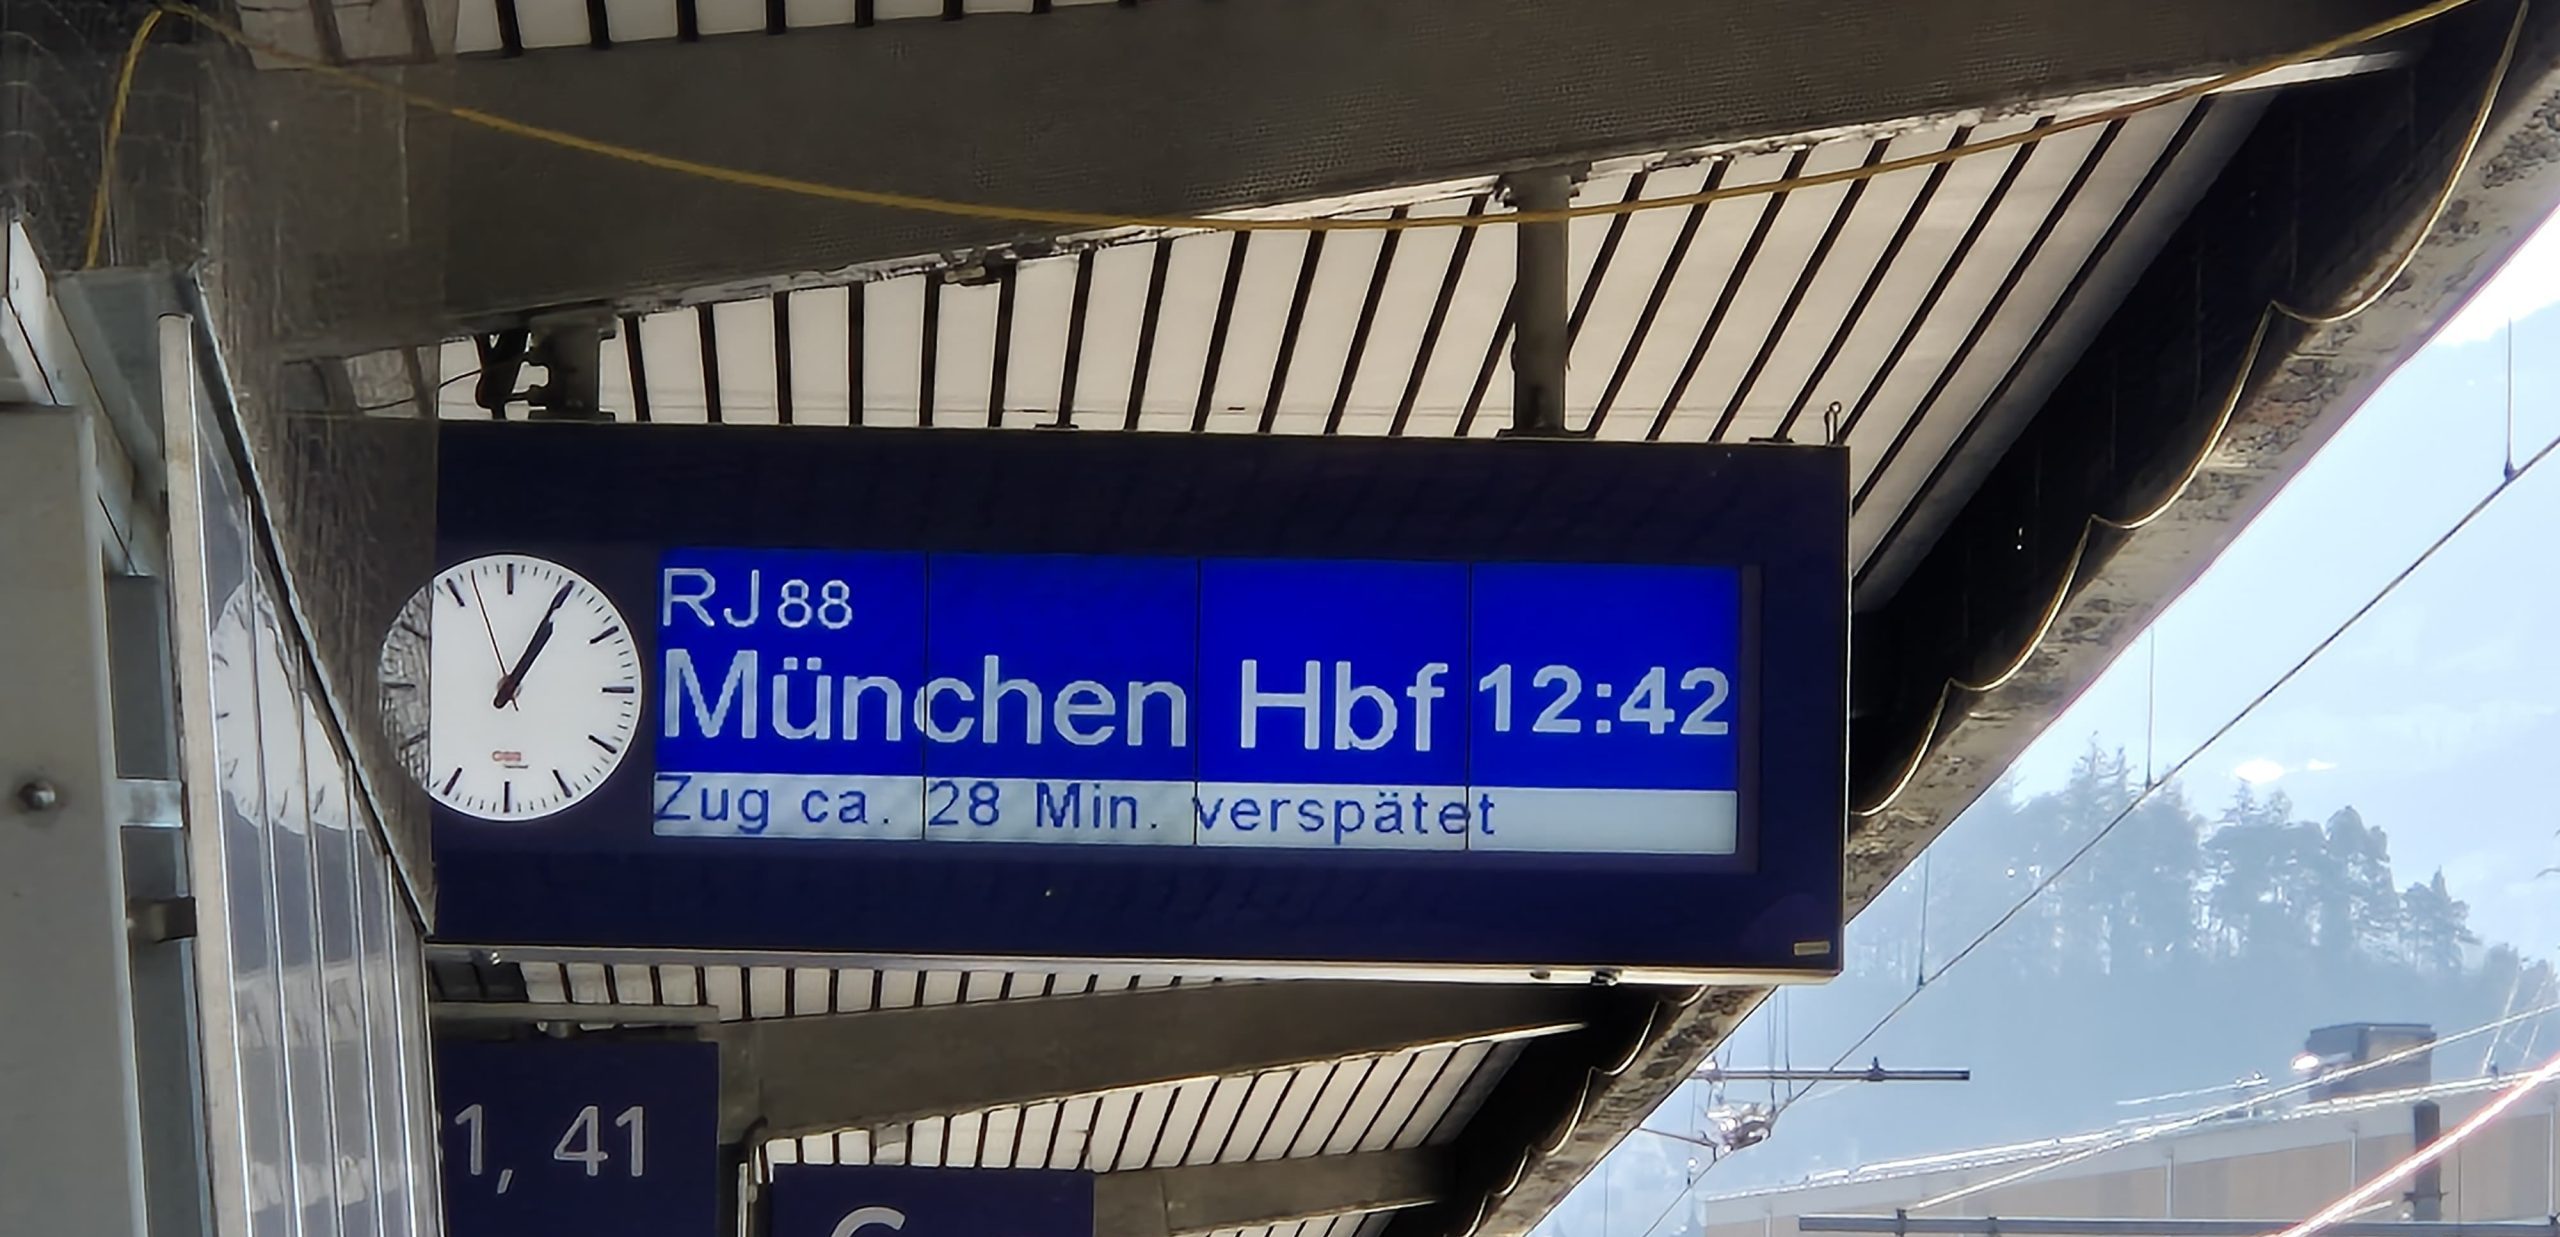 RJ 88
München Hbf 12:42
Zug ca. 28 Min. verspätet
1, 41
C